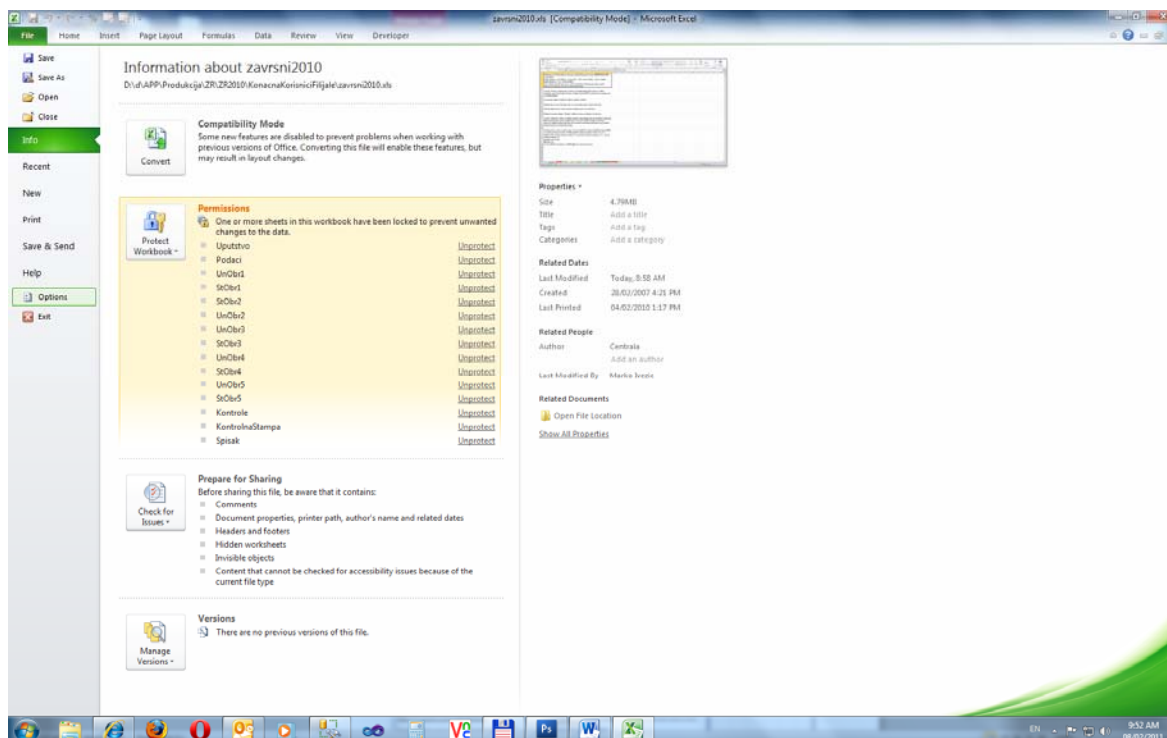 zavrsni2010.xls [Compatibility Mode] - Microsoft Excel
File Home Insert Page Layout Formulas Data Review View Developer
Save
Save As
Open
Close
Info
Recent
New
Print
Save & Send
Help
Options
Exit
Information about zavrsni2010
D:\d\APP\Produkcija\ZR\ZR2010\KonacnaKorisniciFilijale\zavrsni2010.xls
Convert
Compatibility Mode
Some new features are disabled to prevent problems when working with
previous versions of Office. Converting this file will enable these features, but
may result in layout changes.
Protect
Workbook
Permissions
One or more sheets in this workbook have been locked to prevent unwanted
changes to the data.
Uputstvo Unprotect
Podaci Unprotect
UnObr1 Unprotect
StObr1 Unprotect
StObr2 Unprotect
UnObr2 Unprotect
UnObr3 Unprotect
StObr3 Unprotect
UnObr4 Unprotect
StObr4 Unprotect
UnObr5 Unprotect
StObr5 Unprotect
Kontrole Unprotect
KontrolnaStampa Unprotect
Spisak Unprotect
Check for
Issues
Prepare for Sharing
Before sharing this file, be aware that it contains:
Comments
Document properties, printer path, author's name and related dates
Headers and footers
Hidden worksheets
Invisible objects
Content that cannot be checked for accessibility issues because of the
current file type
Manage
Versions
Versions
There are no previous versions of this file.
Properties
Size 4.79MB
Title Add a title
Tags Add a tag
Categories Add a category
Related Dates
Last Modified Today, 8:58 AM
Created 28/02/2007 4:21 PM
Last Printed 04/02/2010 1:17 PM
Related People
Author Centrala
Add an author
Last Modified By Marko
Related Documents
Open File Location
Show All Properties
EN
9:52 AM
08/02/2011